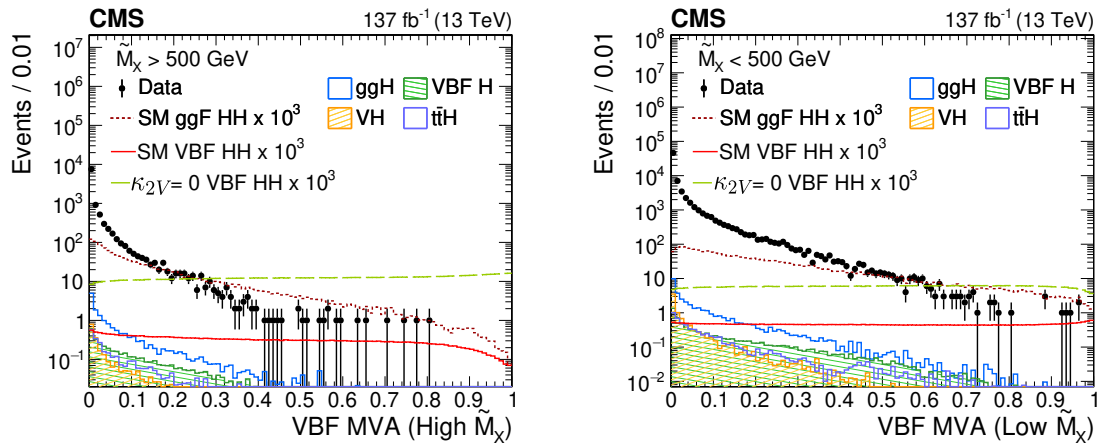 CMS 137 fb⁻¹ (13 TeV)
M̃_X > 500 GeV
Data
ggH VBF H
SM ggF HH x 10³
VH tt̄H
SM VBF HH x 10³
κ_2V = 0 VBF HH x 10³
Events / 0.01
10⁷
10⁶
10⁵
10⁴
10³
10²
10
1
10⁻¹
0 0.1 0.2 0.3 0.4 0.5 0.6 0.7 0.8 0.9 1
VBF MVA (High M̃_X)
CMS 137 fb⁻¹ (13 TeV)
M̃_X < 500 GeV
Data
ggH VBF H
SM ggF HH x 10³
VH tt̄H
SM VBF HH x 10³
κ_2V = 0 VBF HH x 10³
Events / 0.01
10⁸
10⁷
10⁶
10⁵
10⁴
10³
10²
10
1
10⁻¹
10⁻²
0 0.1 0.2 0.3 0.4 0.5 0.6 0.7 0.8 0.9 1
VBF MVA (Low M̃_X)